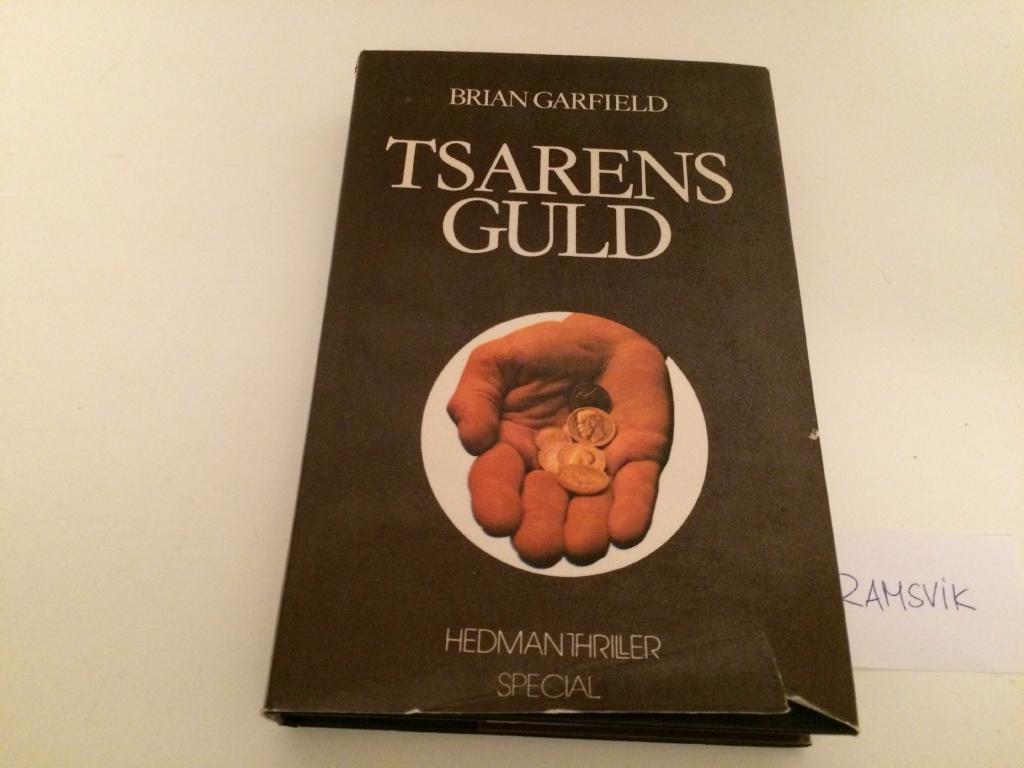 BRIAN GARFIELD
TSARENS
GULD
HEDMAN THRILLER
SPECIAL
RAMSVIK